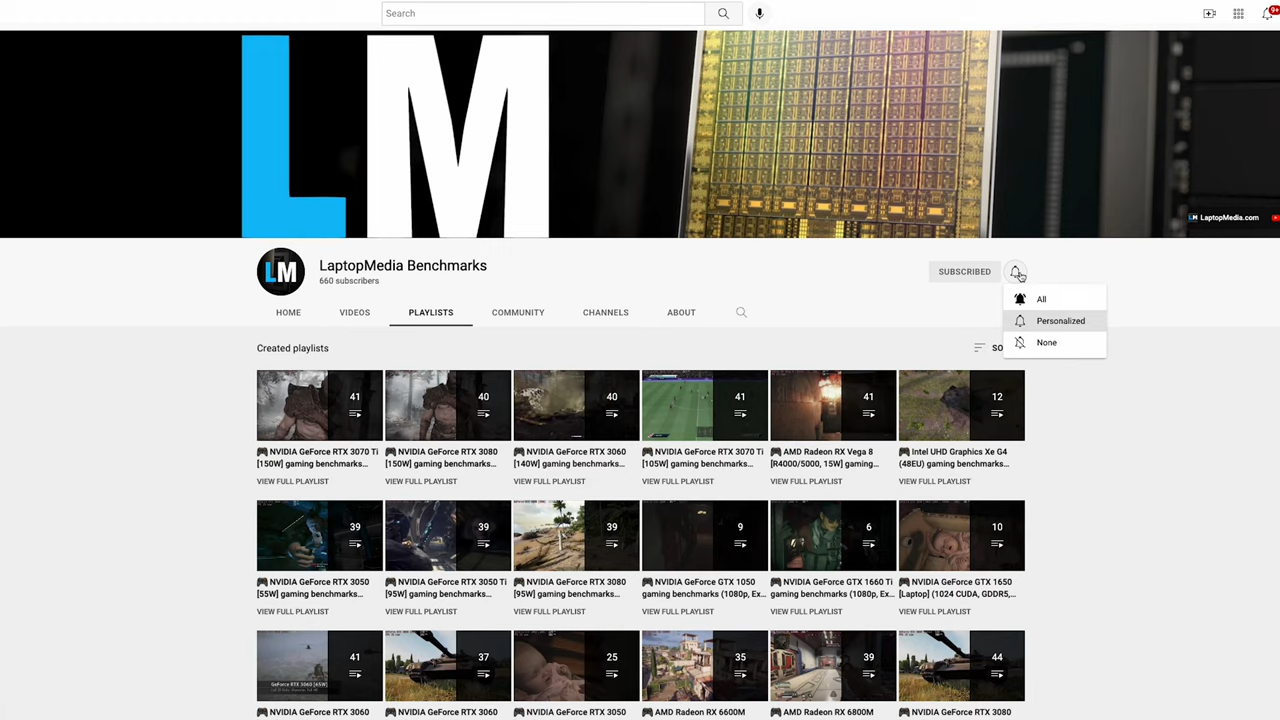 Search
9+
LM
LM LaptopMedia.com
LM
LaptopMedia Benchmarks
660 subscribers
SUBSCRIBED
HOME
VIDEOS
PLAYLISTS
COMMUNITY
CHANNELS
ABOUT
All
Personalized
None
Created playlists
SO
41
40
40
41
41
12
🎮 NVIDIA GeForce RTX 3070 Ti
[150W] gaming benchmarks...
VIEW FULL PLAYLIST
🎮 NVIDIA GeForce RTX 3080
[150W] gaming benchmarks...
VIEW FULL PLAYLIST
🎮 NVIDIA GeForce RTX 3060
[140W] gaming benchmarks...
VIEW FULL PLAYLIST
🎮 NVIDIA GeForce RTX 3070 Ti
[105W] gaming benchmarks...
VIEW FULL PLAYLIST
🎮 AMD Radeon RX Vega 8
[R4000/5000, 15W] gaming...
VIEW FULL PLAYLIST
🎮 Intel UHD Graphics Xe G4
(48EU) gaming benchmarks...
VIEW FULL PLAYLIST
39
39
39
9
6
10
🎮 NVIDIA GeForce RTX 3050
[55W] gaming benchmarks...
VIEW FULL PLAYLIST
🎮 NVIDIA GeForce RTX 3050 Ti
[95W] gaming benchmarks...
VIEW FULL PLAYLIST
🎮 NVIDIA GeForce RTX 3080
[95W] gaming benchmarks...
VIEW FULL PLAYLIST
🎮 NVIDIA GeForce GTX 1050
gaming benchmarks (1080p, Ex...
VIEW FULL PLAYLIST
🎮 NVIDIA GeForce GTX 1660 Ti
gaming benchmarks (1080p, Ex...
VIEW FULL PLAYLIST
🎮 NVIDIA GeForce GTX 1650
[Laptop] (1024 CUDA, GDDR5,...
VIEW FULL PLAYLIST
GeForce RTX 3060 [65W]
41
37
25
35
39
44
🎮 NVIDIA GeForce RTX 3060
🎮 NVIDIA GeForce RTX 3060
🎮 NVIDIA GeForce RTX 3050
🎮 AMD Radeon RX 6600M
🎮 AMD Radeon RX 6800M
🎮 NVIDIA GeForce RTX 3080